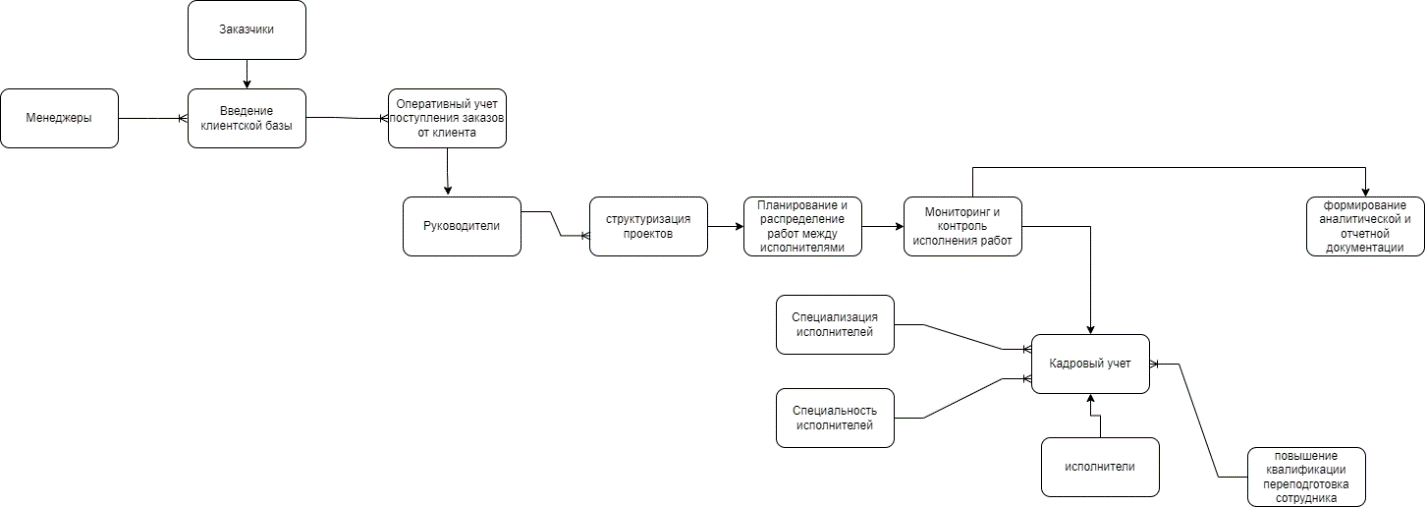 Заказчики
Менеджеры
Введение
клиентской базы
Оперативный учет
поступления заказов
от клиента
Руководители
структуризация
проектов
Планирование и
распределение
работ между
исполнителями
Мониторинг и
контроль
исполнения работ
формирование
аналитической и
отчетной
документации
Специализация
исполнителей
Кадровый учет
Специальность
исполнителей
исполнители
повышение
квалификации
переподготовка
сотрудника